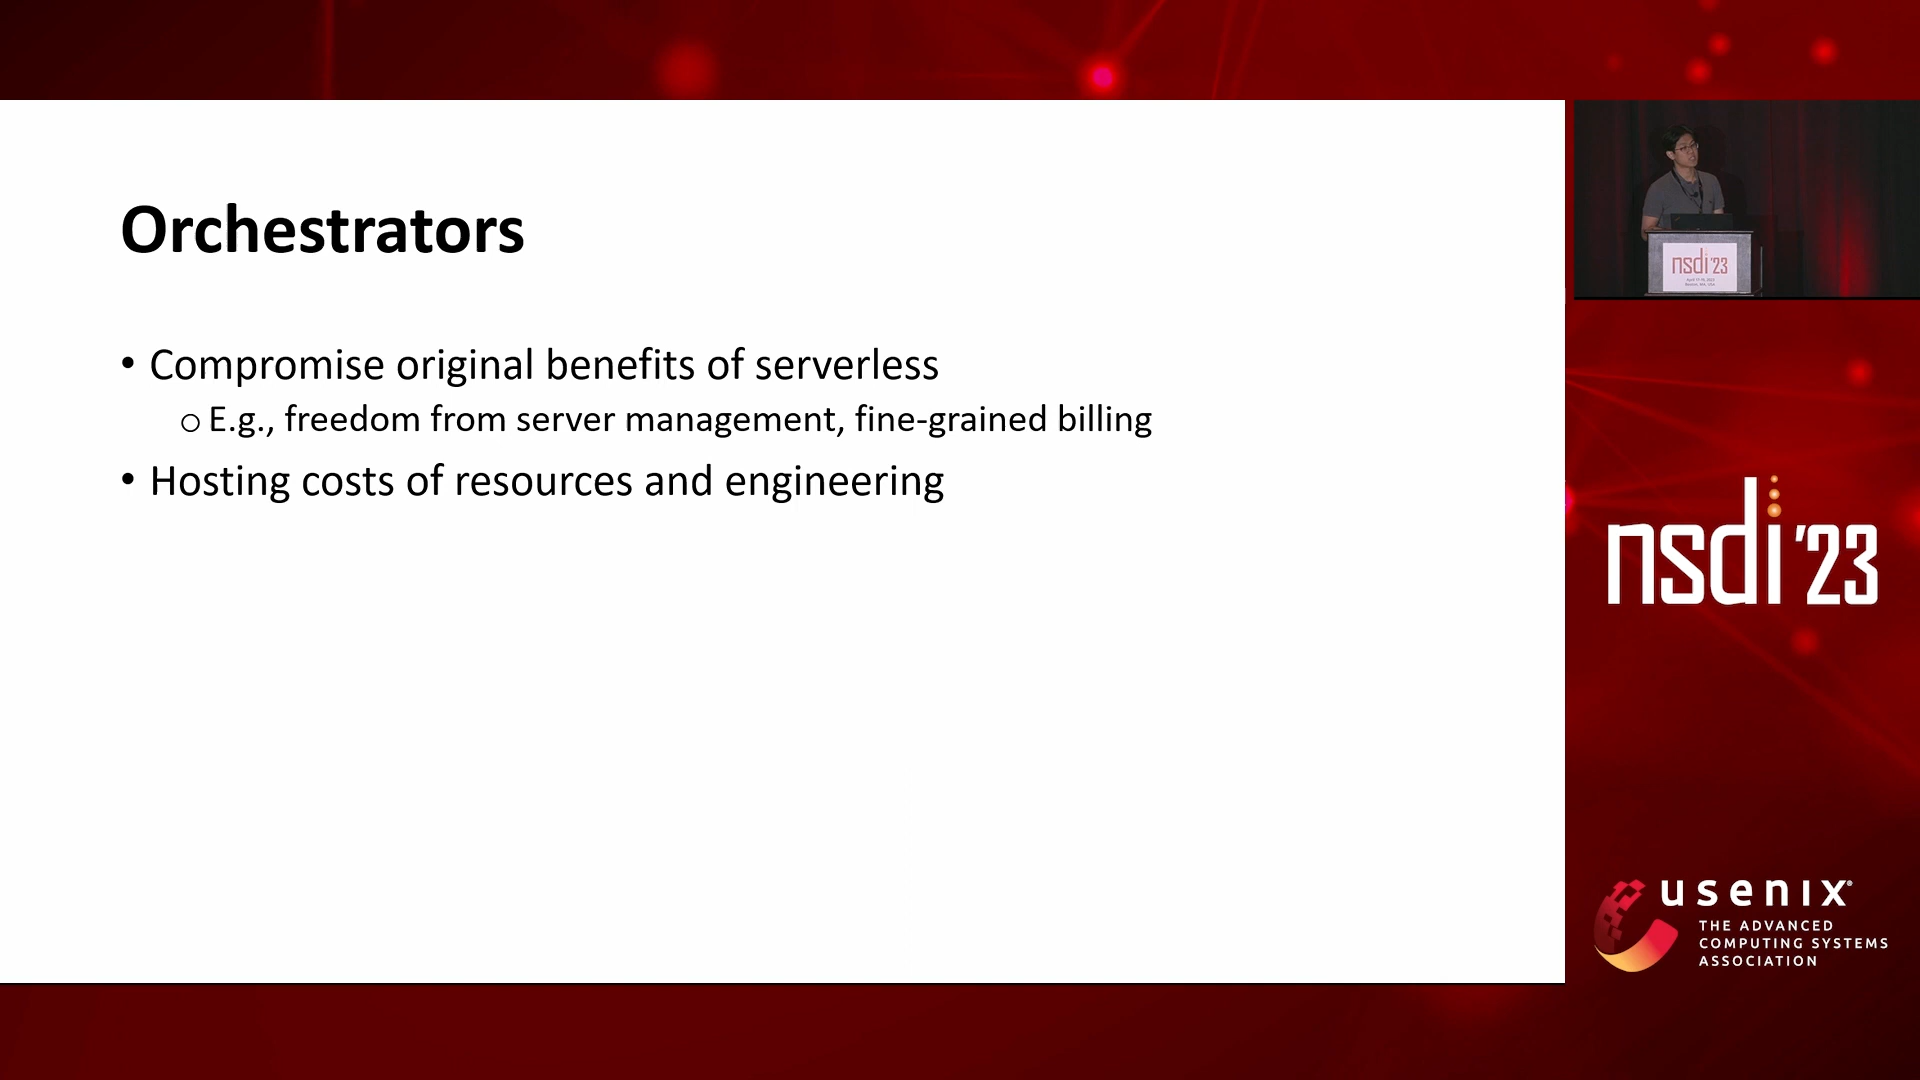 Orchestrators
• Compromise original benefits of serverless
○ E.g., freedom from server management, fine-grained billing
• Hosting costs of resources and engineering
nsdi '23
nsdi '23
usenix®
THE ADVANCED
COMPUTING SYSTEMS
ASSOCIATION